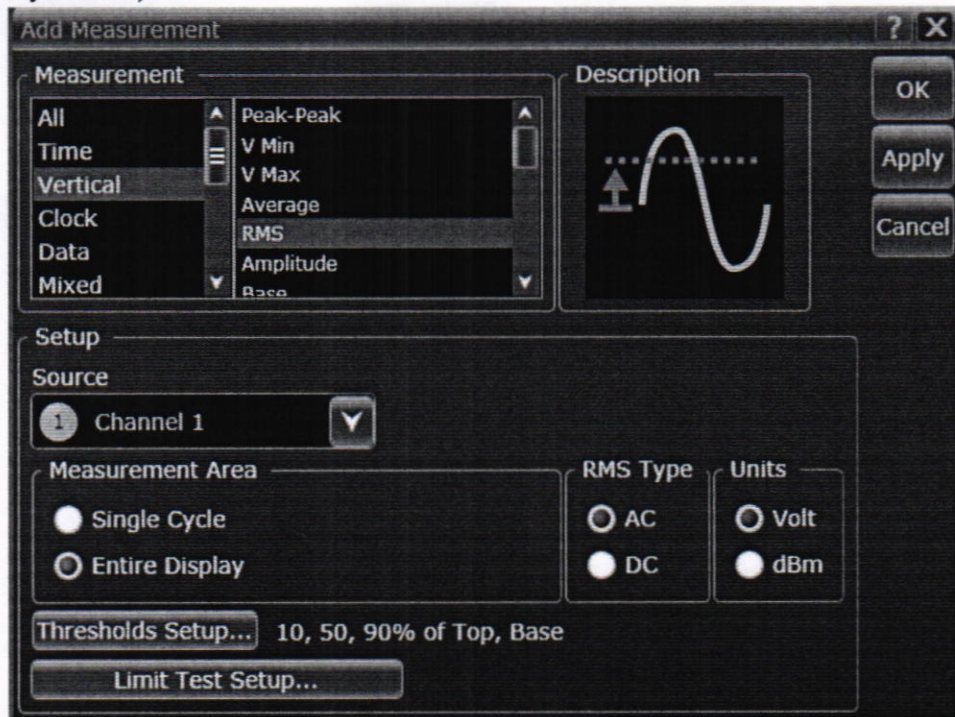 Add Measurement
? X
Measurement
All
Time
Vertical
Clock
Data
Mixed
Peak-Peak
V Min
V Max
Average
RMS
Amplitude
Base
Description
OK
Apply
Cancel
Setup
Source
1 Channel 1
Measurement Area
Single Cycle
Entire Display
RMS Type
AC
DC
Units
Volt
dBm
Thresholds Setup... 10, 50, 90% of Top, Base
Limit Test Setup...